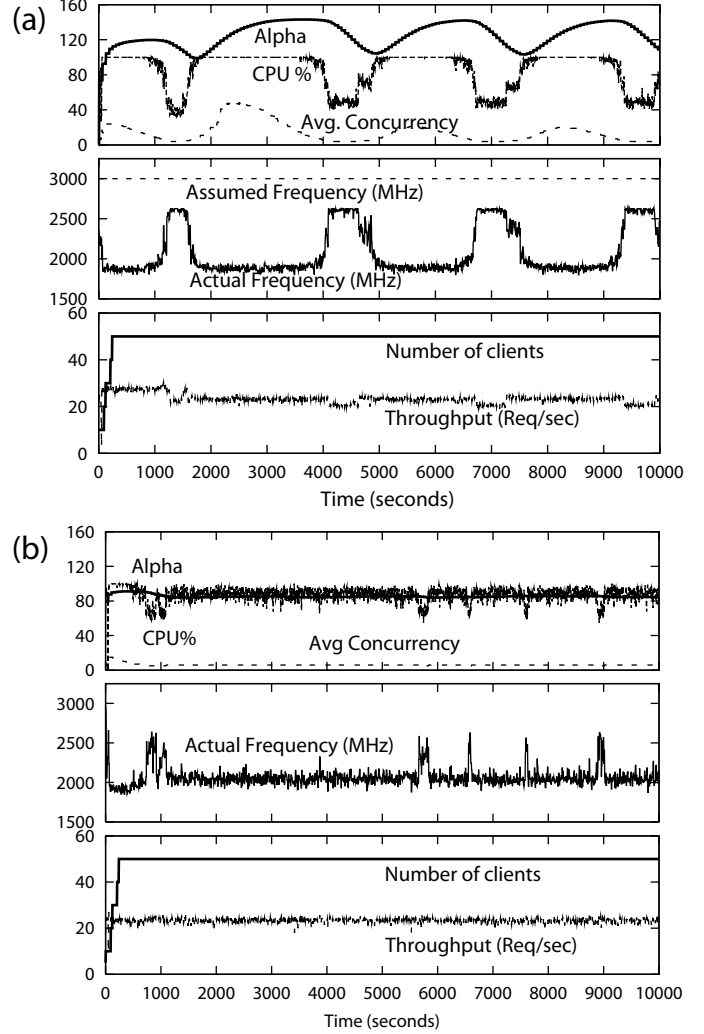 (a)
160
120
80
40
0
Alpha
CPU %
Avg. Concurrency
3000
2500
2000
1500
Assumed Frequency (MHz)
Actual Frequency (MHz)
60
40
20
0
Number of clients
Throughput (Req/sec)
0 1000 2000 3000 4000 5000 6000 7000 8000 9000 10000
Time (seconds)
(b)
160
120
80
40
0
Alpha
CPU%
Avg Concurrency
3000
2500
2000
1500
Actual Frequency (MHz)
60
40
20
0
Number of clients
Throughput (Req/sec)
0 1000 2000 3000 4000 5000 6000 7000 8000 9000 10000
Time (seconds)